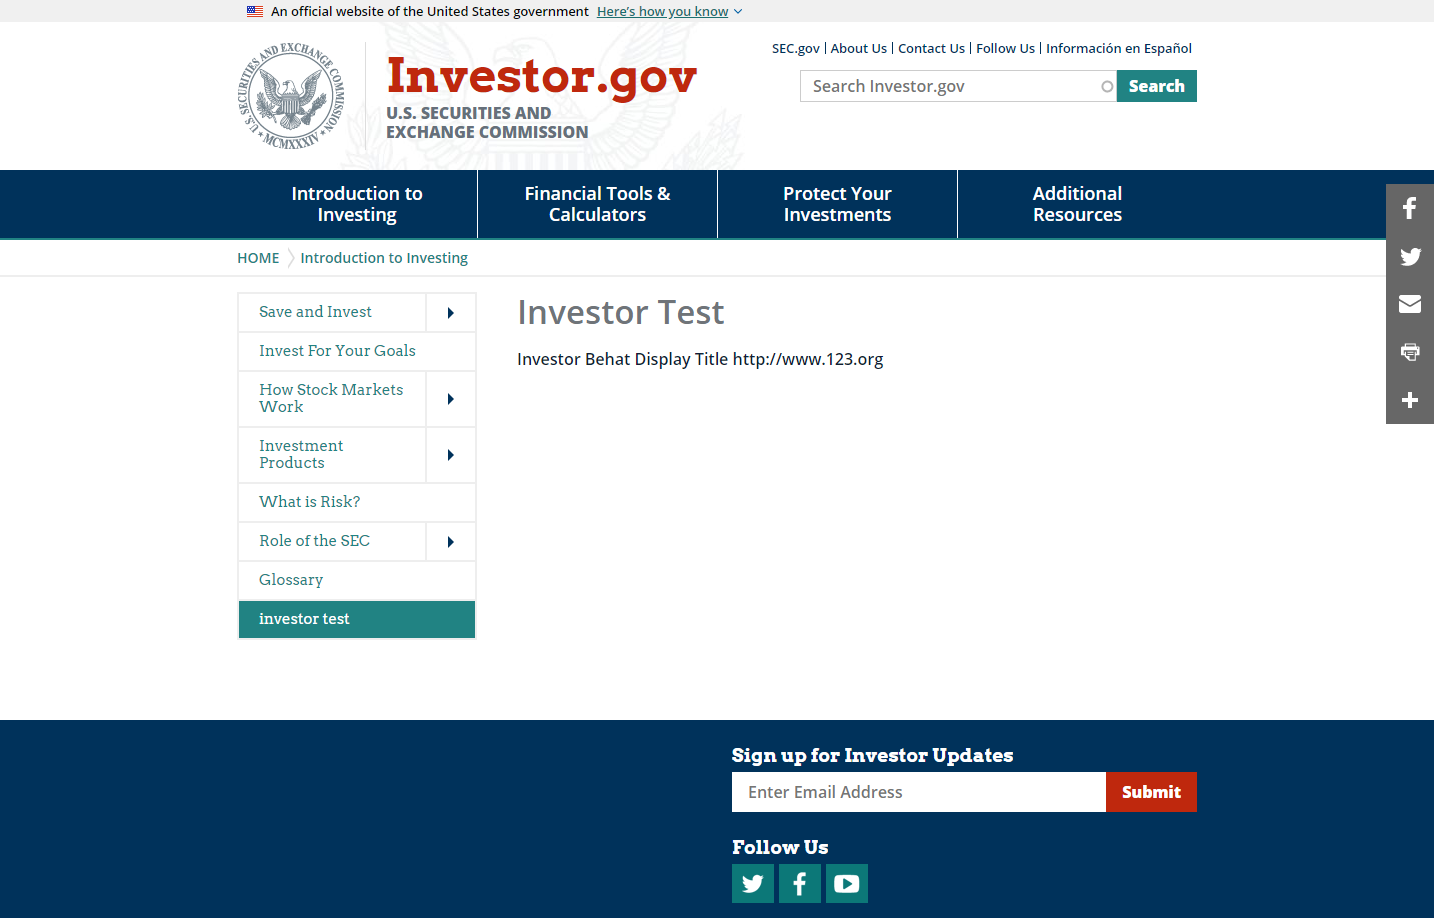 An official website of the United States government Here's how you know
SEC.gov | About Us | Contact Us | Follow Us | Información en Español
U.S. SECURITIES AND EXCHANGE COMMISSION
MCMXXXIV
Investor.gov
U.S. SECURITIES AND
EXCHANGE COMMISSION
Search Investor.gov
Search
Introduction to
Investing
Financial Tools &
Calculators
Protect Your
Investments
Additional
Resources
HOME
Introduction to Investing
Save and Invest
Invest For Your Goals
How Stock Markets
Work
Investment
Products
What is Risk?
Role of the SEC
Glossary
investor test
Investor Test
Investor Behat Display Title http://www.123.org
Sign up for Investor Updates
Enter Email Address
Submit
Follow Us